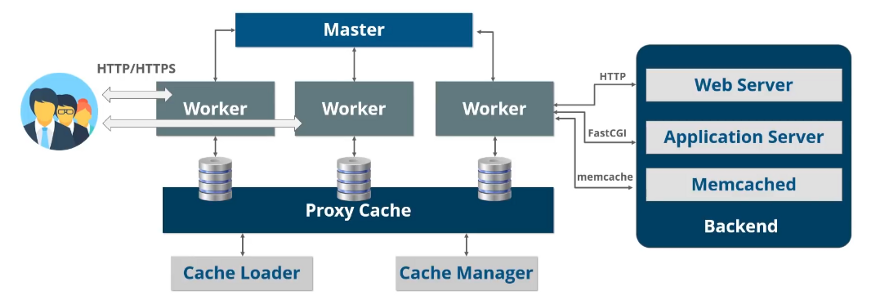 Master
HTTP/HTTPS
Worker
Worker
Worker
HTTP
Web Server
FastCGI
Application Server
memcache
Memcached
Backend
Proxy Cache
Cache Loader
Cache Manager